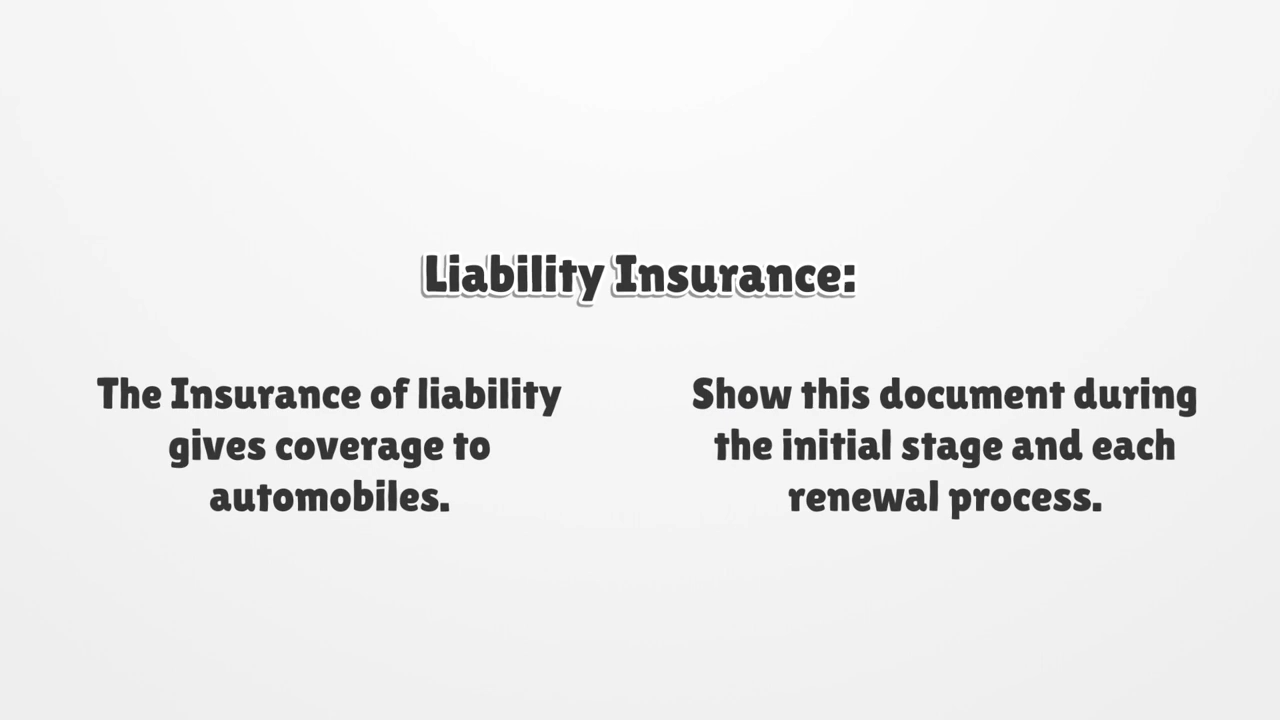 Liability Insurance:
The Insurance of liability
gives coverage to
automobiles.
Show this document during
the initial stage and each
renewal process.